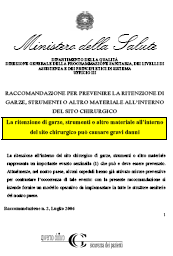 Ministero della Salute
DIPARTIMENTO DELLA QUALITÀ
DIREZIONE GENERALE DELLA PROGRAMMAZIONE SANITARIA, DEI LIVELLI DI
ASSISTENZA E DEI PRINCIPI ETICI DI SISTEMA
UFFICIO III
RACCOMANDAZIONE PER PREVENIRE LA RITENZIONE DI
GARZE, STRUMENTI O ALTRO MATERIALE ALL'INTERNO
DEL SITO CHIRURGICO
La ritenzione di garze, strumenti o altro materiale all'interno
del sito chirurgico può causare gravi danni
La ritenzione all'interno del sito chirurgico di garze, strumenti o altro materiale
rappresenta un importante evento sentinella (1) che può e deve essere prevenuto.
Attualmente, nel nostro paese, alcuni ospedali hanno già attivato misure preventive
per contrastare l'occorrenza di tale evento: con la presente raccomandazione si
intende fornire un modello operativo di implementare in tutte le strutture sanitarie del
nostro paese.
Raccomandazione n. 2, Luglio 2006
1